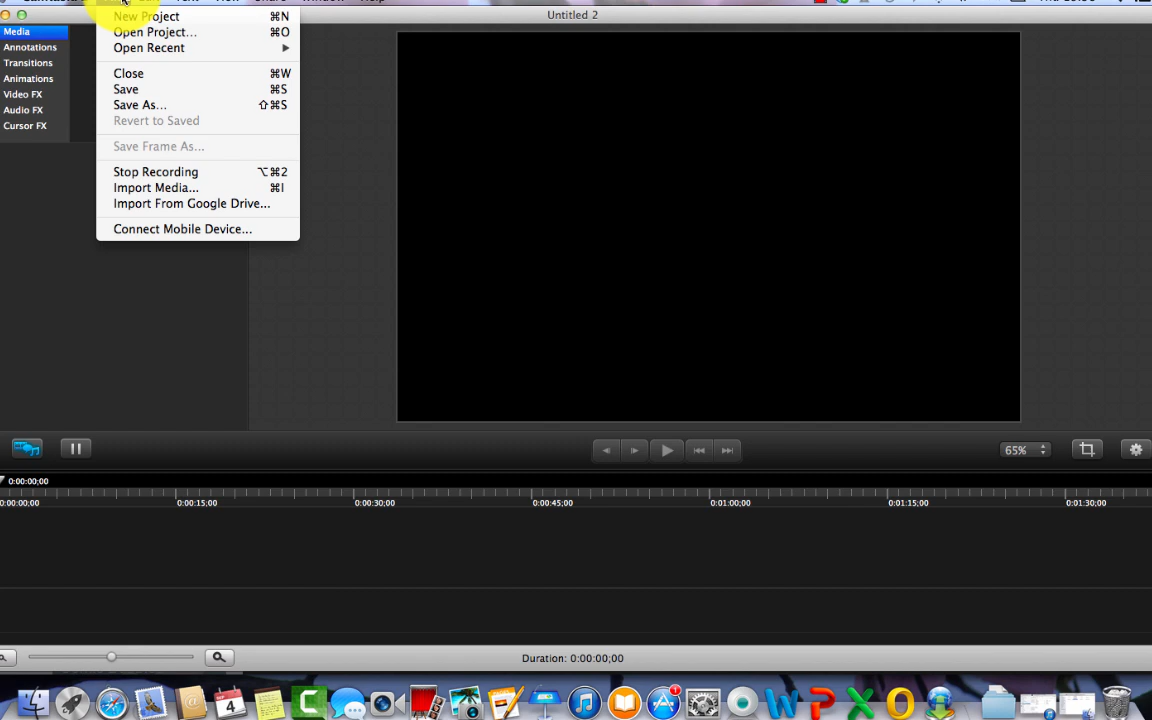 Untitled 2
Media
Annotations
Transitions
Animations
Video FX
Audio FX
Cursor FX
New Project ⌘N
Open Project... ⌘O
Open Recent ▶
Close ⌘W
Save ⌘S
Save As... ⇧⌘S
Revert to Saved
Save Frame As...
Stop Recording ⌥⌘2
Import Media... ⌘I
Import From Google Drive...
Connect Mobile Device...
65%
0:00:00;00
0:00:00;00 0:00:15;00 0:00:30;00 0:00:45;00 0:01:00;00 0:01:15;00 0:01:30;00
Duration: 0:00:00;00
4
1